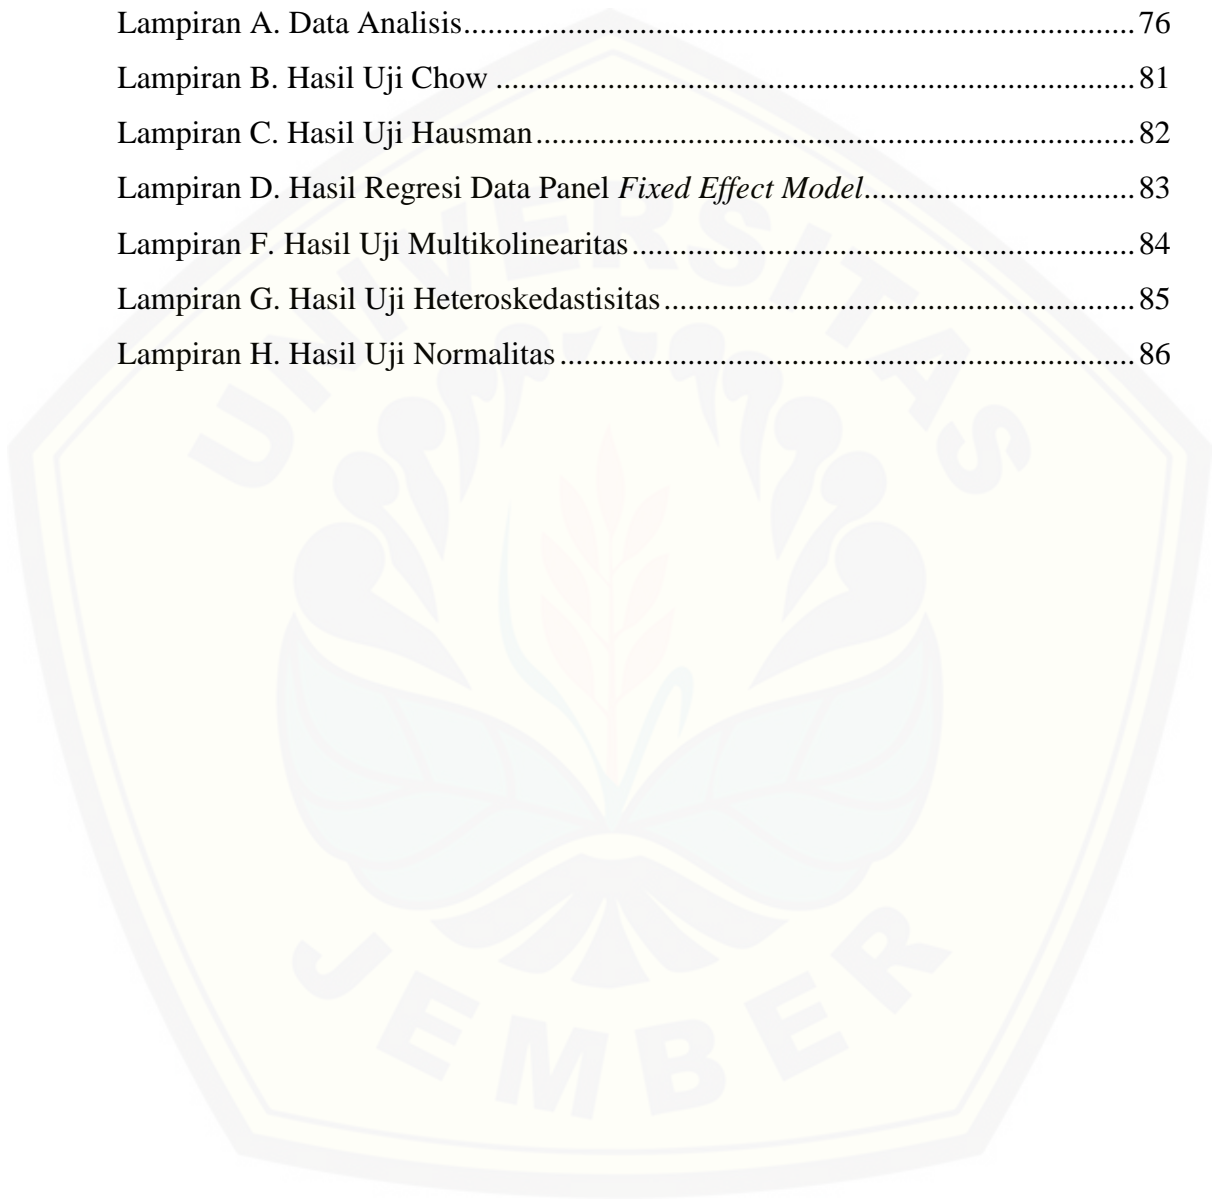 Lampiran A. Data Analisis.................................................................................... 76
Lampiran B. Hasil Uji Chow ................................................................................ 81
Lampiran C. Hasil Uji Hausman........................................................................... 82
Lampiran D. Hasil Regresi Data Panel Fixed Effect Model.................................. 83
Lampiran F. Hasil Uji Multikolinearitas............................................................... 84
Lampiran G. Hasil Uji Heteroskedastisitas........................................................... 85
Lampiran H. Hasil Uji Normalitas........................................................................ 86
UNIVERSITAS
JEMBER